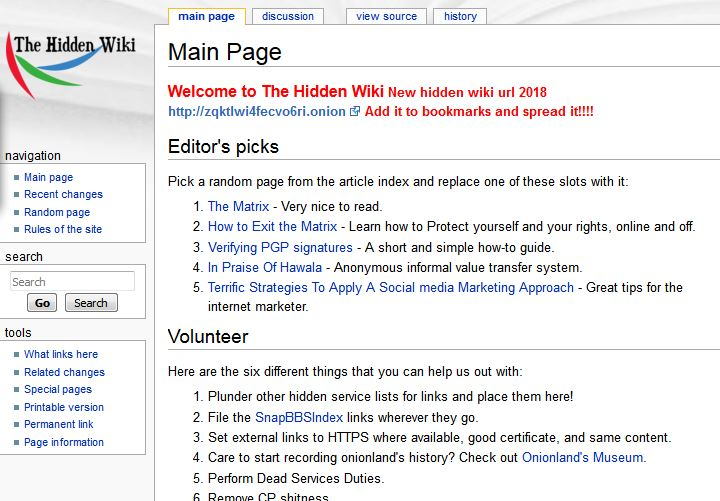 main page
discussion
view source
history
The Hidden Wiki
Main Page
Welcome to The Hidden Wiki New hidden wiki url 2018
http://zqktlwi4fecvo6ri.onion Add it to bookmarks and spread it!!!!
navigation
Main page
Recent changes
Random page
Rules of the site
search
Search
Go
Search
tools
What links here
Related changes
Special pages
Printable version
Permanent link
Page information
Editor's picks
Pick a random page from the article index and replace one of these slots with it:
1. The Matrix - Very nice to read.
2. How to Exit the Matrix - Learn how to Protect yourself and your rights, online and off.
3. Verifying PGP signatures - A short and simple how-to guide.
4. In Praise Of Hawala - Anonymous informal value transfer system.
5. Terrific Strategies To Apply A Social media Marketing Approach - Great tips for the
internet marketer.
Volunteer
Here are the six different things that you can help us out with:
1. Plunder other hidden service lists for links and place them here!
2. File the SnapBBSIndex links wherever they go.
3. Set external links to HTTPS where available, good certificate, and same content.
4. Care to start recording onionland's history? Check out Onionland's Museum.
5. Perform Dead Services Duties.
6. Remove CP shitness.